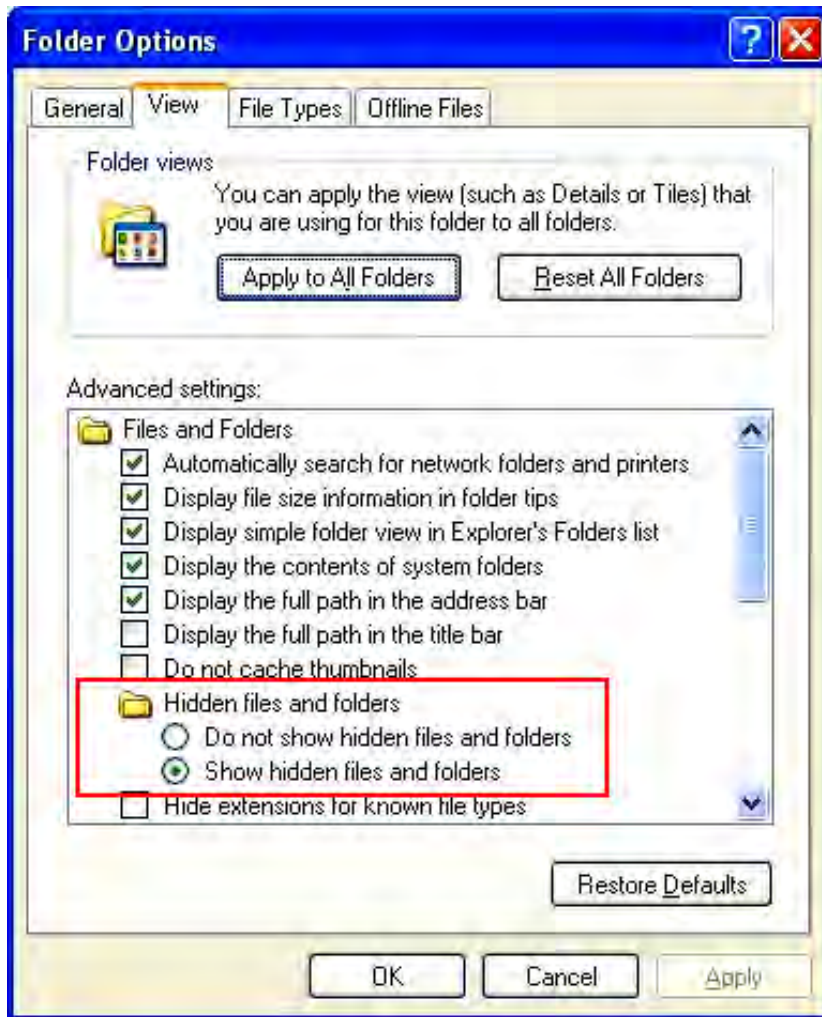 Folder Options
General View File Types Offline Files
Folder views
You can apply the view (such as Details or Tiles) that
you are using for this folder to all folders.
Apply to All Folders Reset All Folders
Advanced settings:
Files and Folders
Automatically search for network folders and printers
Display file size information in folder tips
Display simple folder view in Explorer's Folders list
Display the contents of system folders
Display the full path in the address bar
Display the full path in the title bar
Do not cache thumbnails
Hidden files and folders
Do not show hidden files and folders
Show hidden files and folders
Hide extensions for known file types
Restore Defaults
OK Cancel Apply